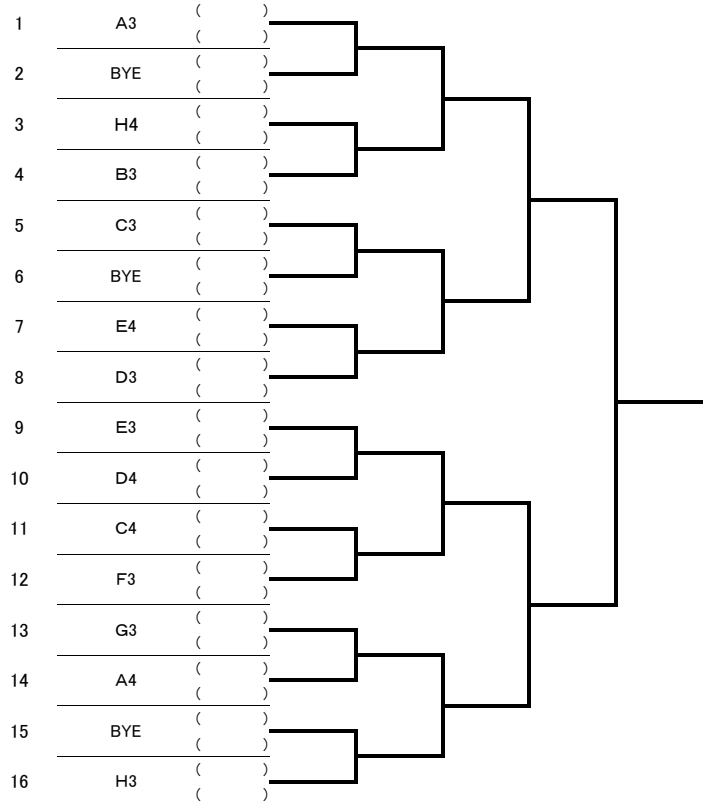 ( )
1 A3
( )
( )
2 BYE
( )
( )
3 H4
( )
( )
4 B3
( )
( )
5 C3
( )
( )
6 BYE
( )
( )
7 E4
( )
( )
8 D3
( )
( )
9 E3
( )
( )
10 D4
( )
( )
11 C4
( )
( )
12 F3
( )
( )
13 G3
( )
( )
14 A4
( )
( )
15 BYE
( )
( )
16 H3
( )